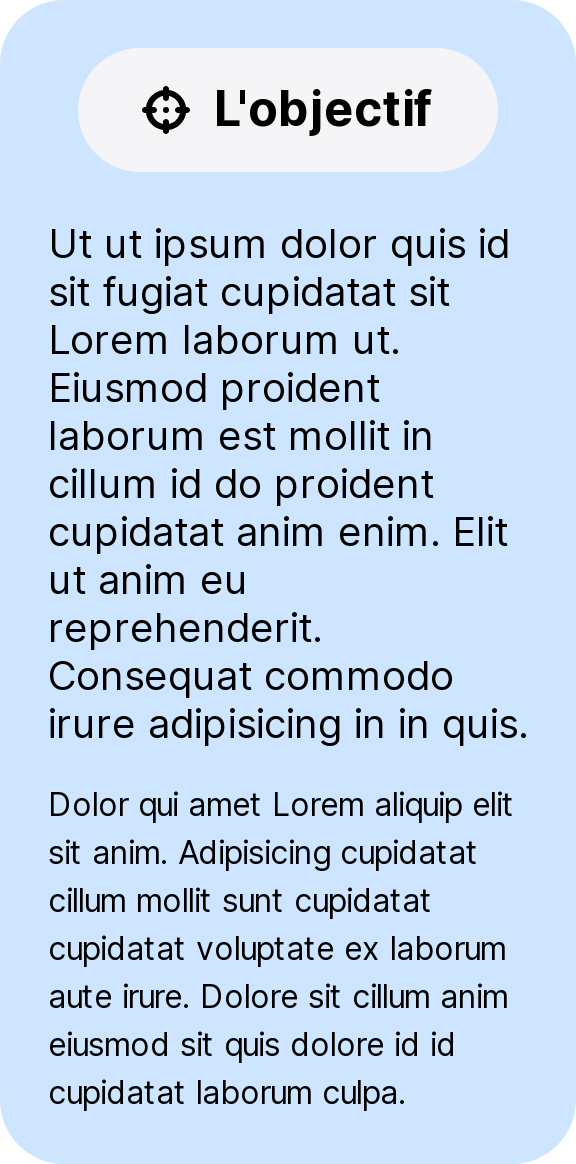 L'objectif
Ut ut ipsum dolor quis id
sit fugiat cupidatat sit
Lorem laborum ut.
Eiusmod proident
laborum est mollit in
cillum id do proident
cupidatat anim enim. Elit
ut anim eu
reprehenderit.
Consequat commodo
irure adipisicing in in quis.
Dolor qui amet Lorem aliquip elit
sit anim. Adipisicing cupidatat
cillum mollit sunt cupidatat
cupidatat voluptate ex laborum
aute irure. Dolore sit cillum anim
eiusmod sit quis dolore id id
cupidatat laborum culpa.